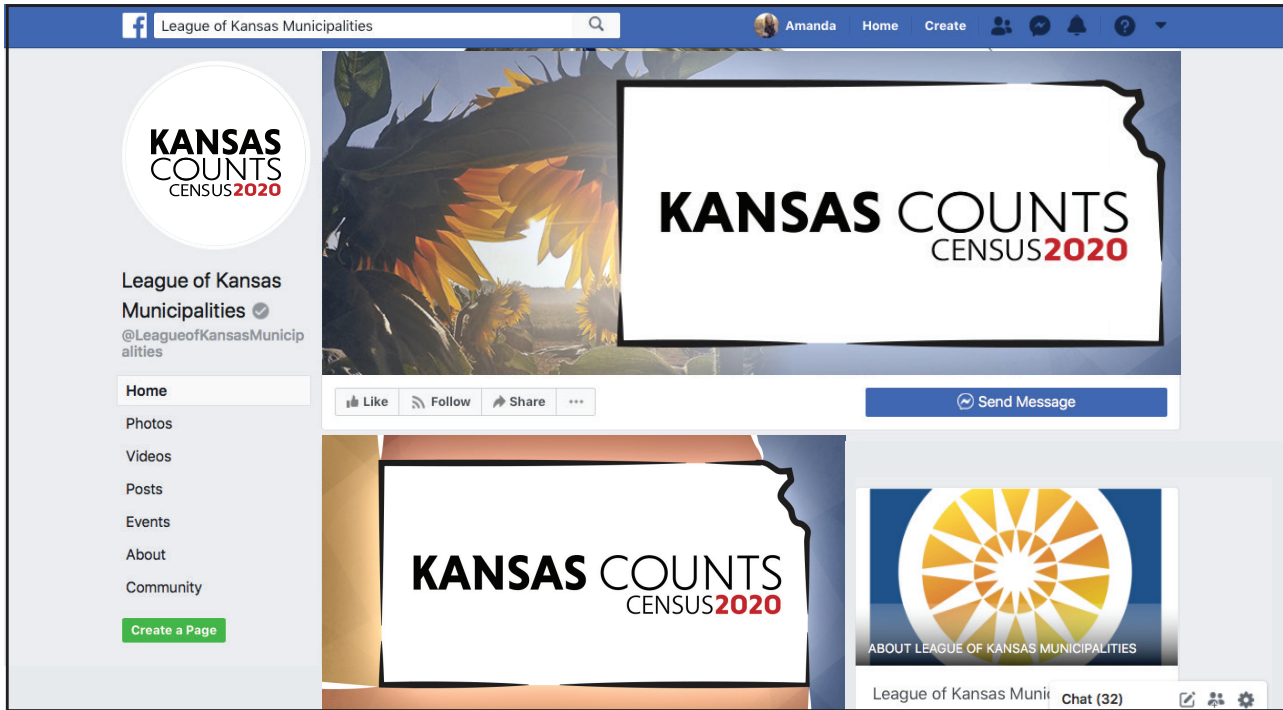 League of Kansas Municipalities
Amanda
Home
Create
KANSAS
COUNTS
CENSUS2020
League of Kansas
Municipalities
@LeagueofKansasMunicip
alities
Home
Photos
Videos
Posts
Events
About
Community
Create a Page
KANSAS COUNTS
CENSUS2020
Like
Follow
Share
Send Message
KANSAS COUNTS
CENSUS2020
ABOUT LEAGUE OF KANSAS MUNICIPALITIES
League of Kansas Munic
Chat (32)